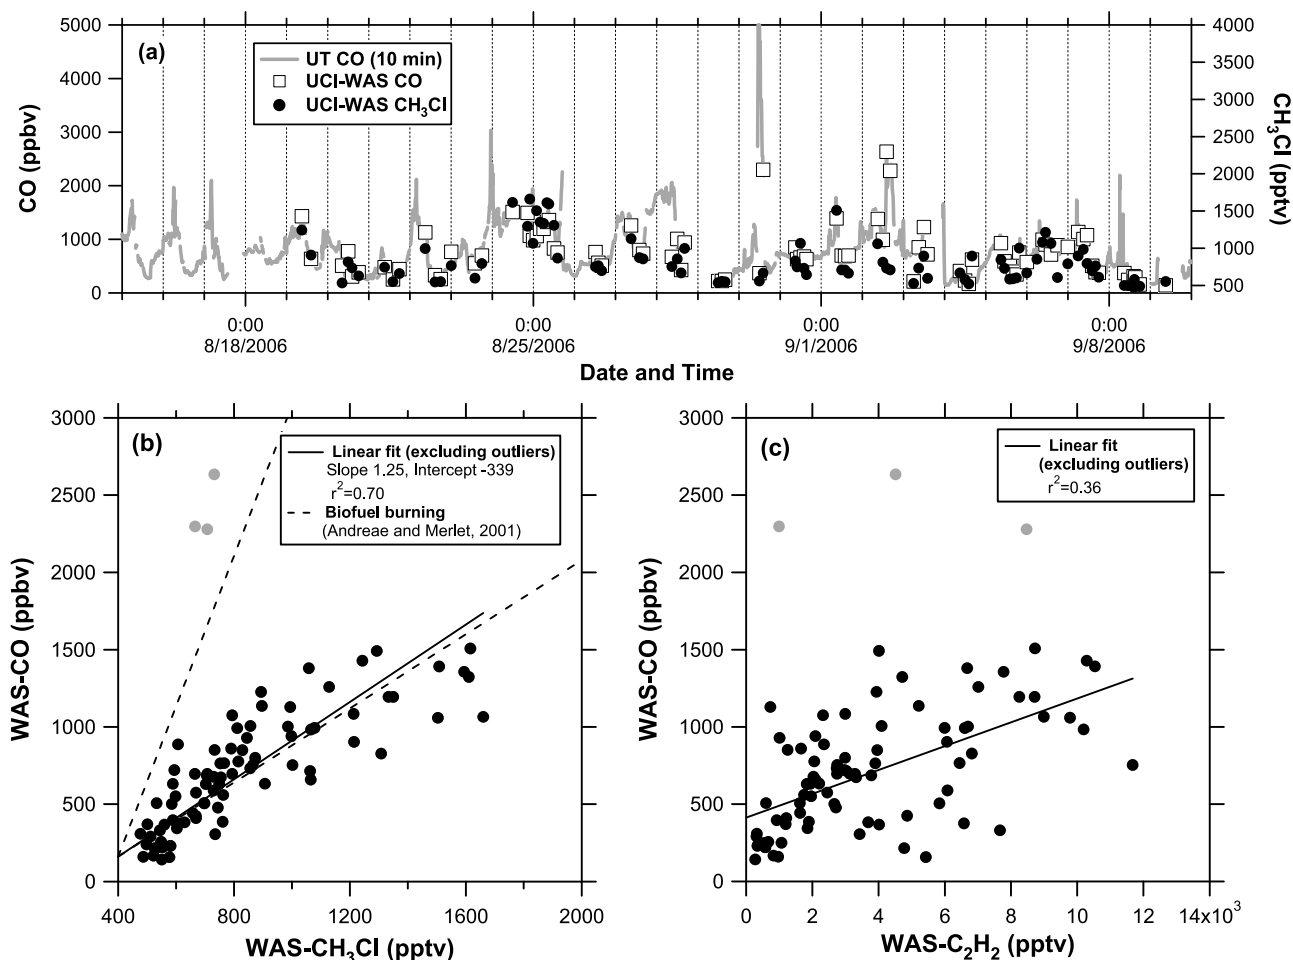 (a)
UT CO (10 min)
UCI-WAS CO
UCI-WAS CH₃Cl
5000
4000
3000
2000
1000
0
CO (ppbv)
4000
3500
3000
2500
2000
1500
1000
500
CH₃Cl (pptv)
0:00 0:00 0:00 0:00
8/18/2006 8/25/2006 9/1/2006 9/8/2006
Date and Time
(b)
Linear fit (excluding outliers)
Slope 1.25, Intercept -339
r²=0.70
Biofuel burning
(Andreae and Merlet, 2001)
3000
2500
2000
1500
1000
500
0
WAS-CO (ppbv)
400 800 1200 1600 2000
WAS-CH₃Cl (pptv)
(c)
Linear fit
(excluding outliers)
r²=0.36
3000
2500
2000
1500
1000
500
0
WAS-CO (ppbv)
0 2 4 6 8 10 12 14x10³
WAS-C₂H₂ (pptv)